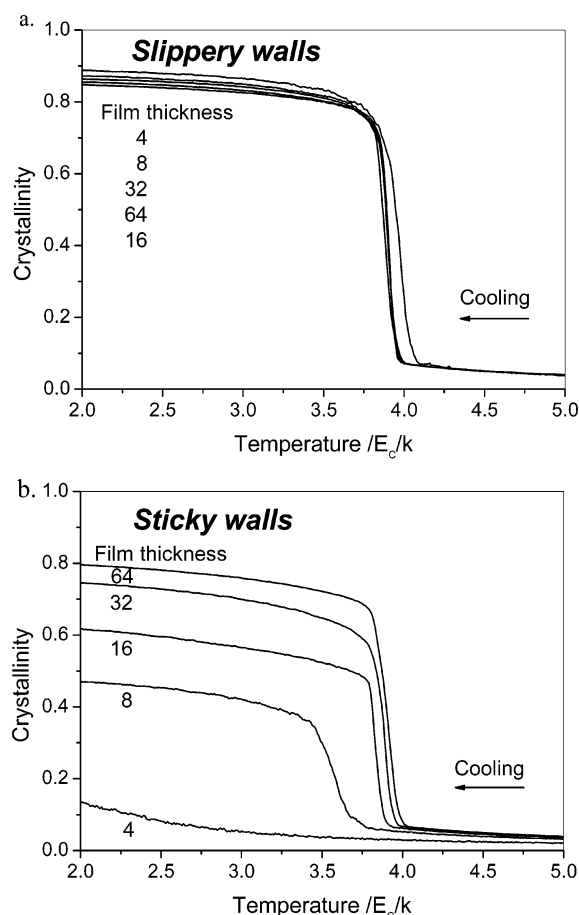 a.
1.0
Slippery walls
0.8
Film thickness
4
8
0.6
32
64
16
0.4
Crystallinity
Cooling
0.2
0.0
2.0 2.5 3.0 3.5 4.0 4.5 5.0
Temperature /E_C/k
b.
1.0
Sticky walls
Film thickness
0.8
64
32
0.6
16
8
0.4
Crystallinity
Cooling
0.2
4
0.0
2.0 2.5 3.0 3.5 4.0 4.5 5.0
Temperature /E_C/k